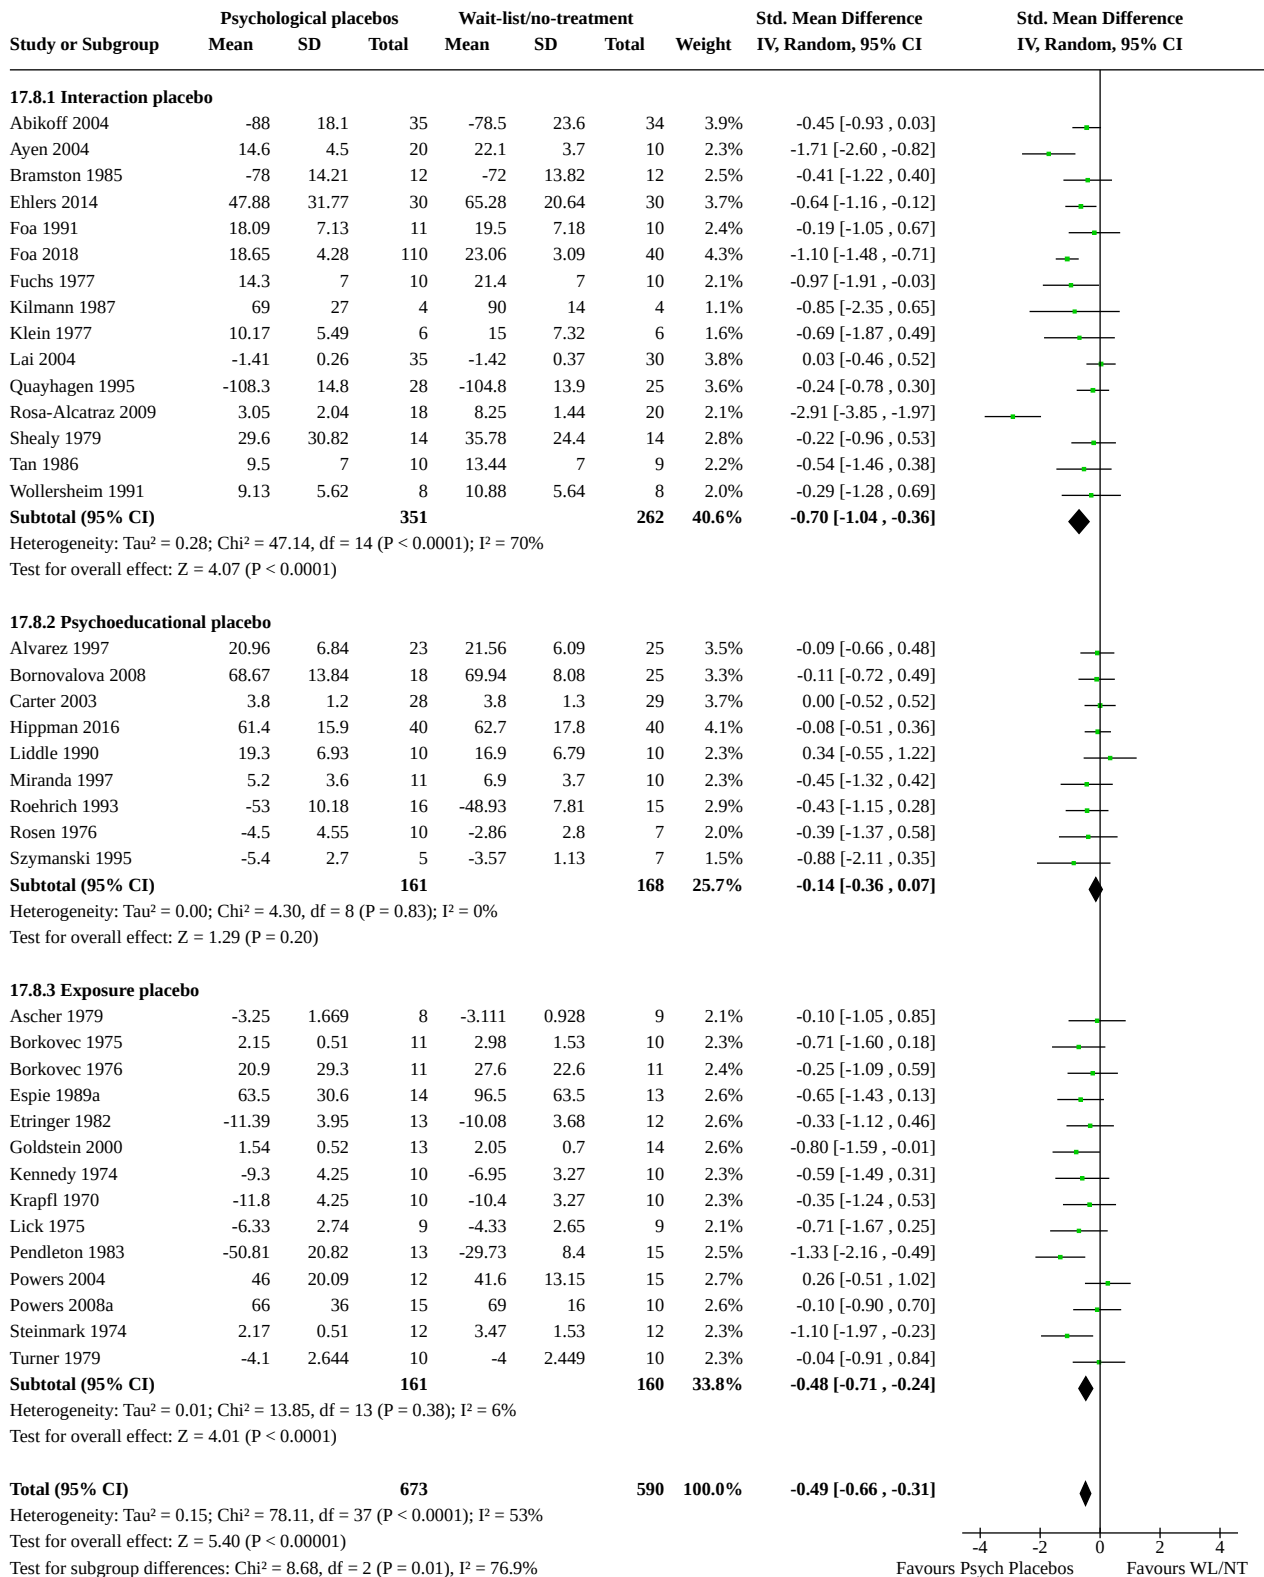 Psychological placebos Wait-list/no-treatment Std. Mean Difference Std. Mean Difference
Study or Subgroup Mean SD Total Mean SD Total Weight IV, Random, 95% CI IV, Random, 95% CI
17.8.1 Interaction placebo
Abikoff 2004 -88 18.1 35 -78.5 23.6 34 3.9% -0.45 [-0.93 , 0.03]
Ayen 2004 14.6 4.5 20 22.1 3.7 10 2.3% -1.71 [-2.60 , -0.82]
Bramston 1985 -78 14.21 12 -72 13.82 12 2.5% -0.41 [-1.22 , 0.40]
Ehlers 2014 47.88 31.77 30 65.28 20.64 30 3.7% -0.64 [-1.16 , -0.12]
Foa 1991 18.09 7.13 11 19.5 7.18 10 2.4% -0.19 [-1.05 , 0.67]
Foa 2018 18.65 4.28 110 23.06 3.09 40 4.3% -1.10 [-1.48 , -0.71]
Fuchs 1977 14.3 7 10 21.4 7 10 2.1% -0.97 [-1.91 , -0.03]
Kilmann 1987 69 27 4 90 14 4 1.1% -0.85 [-2.35 , 0.65]
Klein 1977 10.17 5.49 6 15 7.32 6 1.6% -0.69 [-1.87 , 0.49]
Lai 2004 -1.41 0.26 35 -1.42 0.37 30 3.8% 0.03 [-0.46 , 0.52]
Quayhagen 1995 -108.3 14.8 28 -104.8 13.9 25 3.6% -0.24 [-0.78 , 0.30]
Rosa-Alcatraz 2009 3.05 2.04 18 8.25 1.44 20 2.1% -2.91 [-3.85 , -1.97]
Shealy 1979 29.6 30.82 14 35.78 24.4 14 2.8% -0.22 [-0.96 , 0.53]
Tan 1986 9.5 7 10 13.44 7 9 2.2% -0.54 [-1.46 , 0.38]
Wollersheim 1991 9.13 5.62 8 10.88 5.64 8 2.0% -0.29 [-1.28 , 0.69]
Subtotal (95% CI) 351 262 40.6% -0.70 [-1.04 , -0.36]
Heterogeneity: Tau² = 0.28; Chi² = 47.14, df = 14 (P < 0.0001); I² = 70%
Test for overall effect: Z = 4.07 (P < 0.0001)
17.8.2 Psychoeducational placebo
Alvarez 1997 20.96 6.84 23 21.56 6.09 25 3.5% -0.09 [-0.66 , 0.48]
Bornovalova 2008 68.67 13.84 18 69.94 8.08 25 3.3% -0.11 [-0.72 , 0.49]
Carter 2003 3.8 1.2 28 3.8 1.3 29 3.7% 0.00 [-0.52 , 0.52]
Hippman 2016 61.4 15.9 40 62.7 17.8 40 4.1% -0.08 [-0.51 , 0.36]
Liddle 1990 19.3 6.93 10 16.9 6.79 10 2.3% 0.34 [-0.55 , 1.22]
Miranda 1997 5.2 3.6 11 6.9 3.7 10 2.3% -0.45 [-1.32 , 0.42]
Roehrich 1993 -53 10.18 16 -48.93 7.81 15 2.9% -0.43 [-1.15 , 0.28]
Rosen 1976 -4.5 4.55 10 -2.86 2.8 7 2.0% -0.39 [-1.37 , 0.58]
Szymanski 1995 -5.4 2.7 5 -3.57 1.13 7 1.5% -0.88 [-2.11 , 0.35]
Subtotal (95% CI) 161 168 25.7% -0.14 [-0.36 , 0.07]
Heterogeneity: Tau² = 0.00; Chi² = 4.30, df = 8 (P = 0.83); I² = 0%
Test for overall effect: Z = 1.29 (P = 0.20)
17.8.3 Exposure placebo
Ascher 1979 -3.25 1.669 8 -3.111 0.928 9 2.1% -0.10 [-1.05 , 0.85]
Borkovec 1975 2.15 0.51 11 2.98 1.53 10 2.3% -0.71 [-1.60 , 0.18]
Borkovec 1976 20.9 29.3 11 27.6 22.6 11 2.4% -0.25 [-1.09 , 0.59]
Espie 1989a 63.5 30.6 14 96.5 63.5 13 2.6% -0.65 [-1.43 , 0.13]
Etringer 1982 -11.39 3.95 13 -10.08 3.68 12 2.6% -0.33 [-1.12 , 0.46]
Goldstein 2000 1.54 0.52 13 2.05 0.7 14 2.6% -0.80 [-1.59 , -0.01]
Kennedy 1974 -9.3 4.25 10 -6.95 3.27 10 2.3% -0.59 [-1.49 , 0.31]
Krapfl 1970 -11.8 4.25 10 -10.4 3.27 10 2.3% -0.35 [-1.24 , 0.53]
Lick 1975 -6.33 2.74 9 -4.33 2.65 9 2.1% -0.71 [-1.67 , 0.25]
Pendleton 1983 -50.81 20.82 13 -29.73 8.4 15 2.5% -1.33 [-2.16 , -0.49]
Powers 2004 46 20.09 12 41.6 13.15 15 2.7% 0.26 [-0.51 , 1.02]
Powers 2008a 66 36 15 69 16 10 2.6% -0.10 [-0.90 , 0.70]
Steinmark 1974 2.17 0.51 12 3.47 1.53 12 2.3% -1.10 [-1.97 , -0.23]
Turner 1979 -4.1 2.644 10 -4 2.449 10 2.3% -0.04 [-0.91 , 0.84]
Subtotal (95% CI) 161 160 33.8% -0.48 [-0.71 , -0.24]
Heterogeneity: Tau² = 0.01; Chi² = 13.85, df = 13 (P = 0.38); I² = 6%
Test for overall effect: Z = 4.01 (P < 0.0001)
Total (95% CI) 673 590 100.0% -0.49 [-0.66 , -0.31]
Heterogeneity: Tau² = 0.15; Chi² = 78.11, df = 37 (P < 0.0001); I² = 53%
Test for overall effect: Z = 5.40 (P < 0.00001)
-4 -2 0 2 4
Test for subgroup differences: Chi² = 8.68, df = 2 (P = 0.01), I² = 76.9% Favours Psych Placebos Favours WL/NT